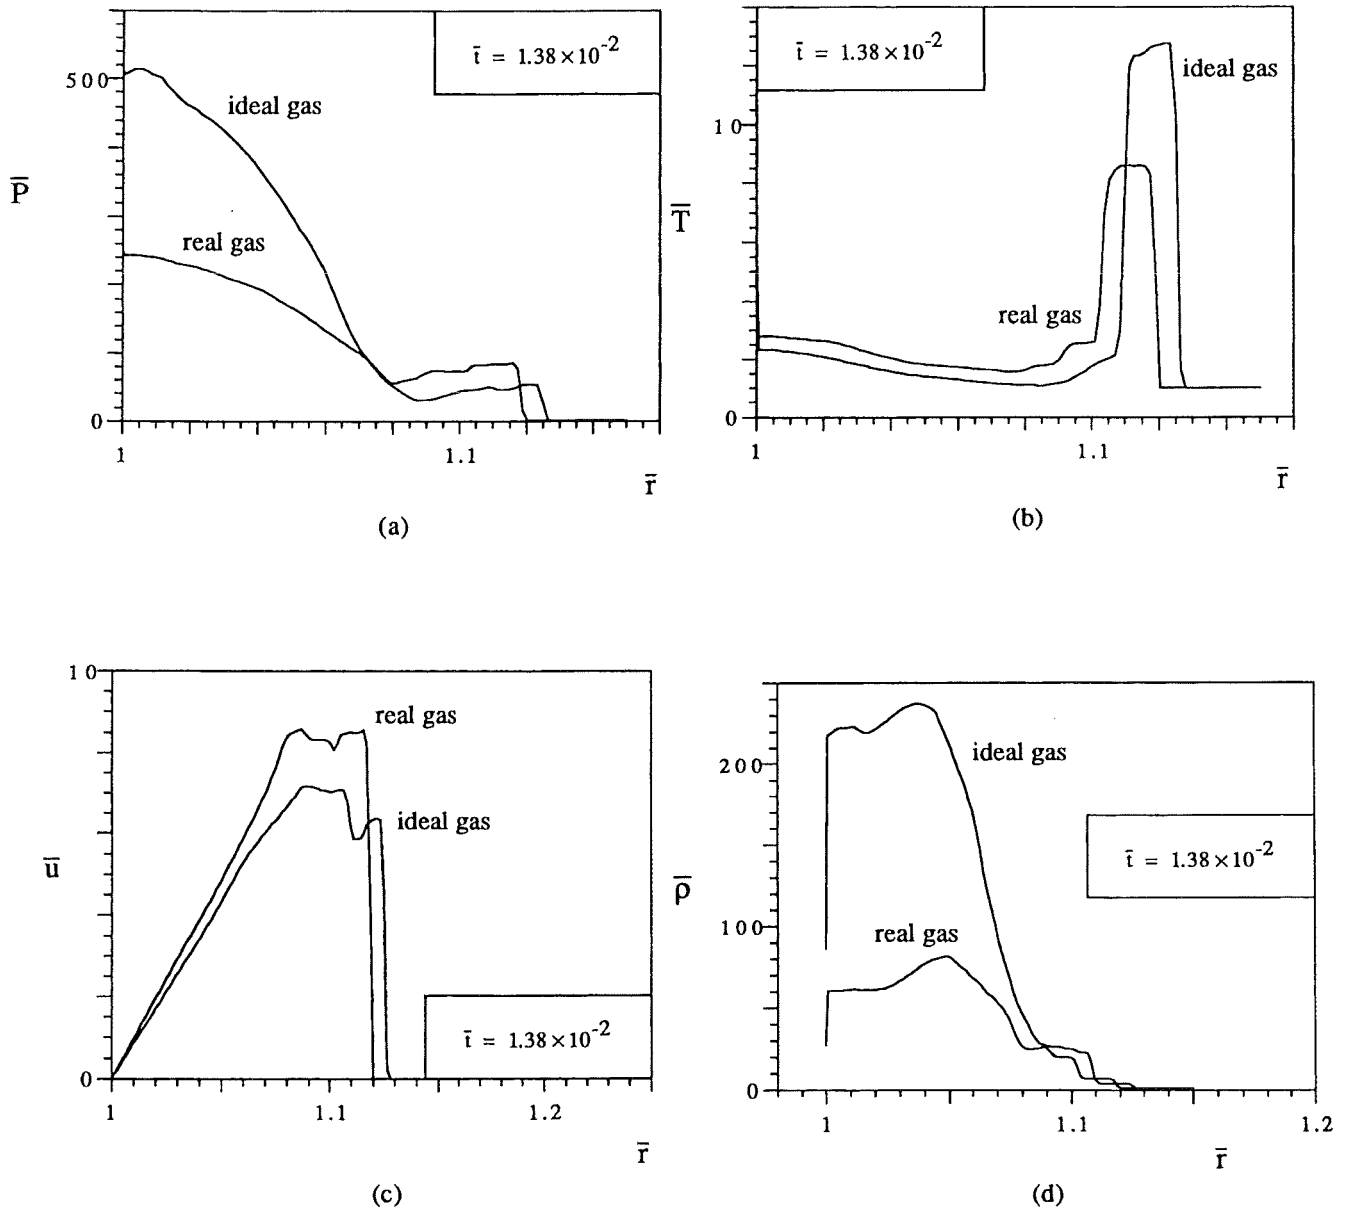 t̄ = 1.38×10⁻²
500
ideal gas
P̄
real gas
0
1
1.1
r̄
(a)
t̄ = 1.38×10⁻²
ideal gas
10
T̄
real gas
0
1
1.1
r̄
(b)
10
real gas
ideal gas
ū
t̄ = 1.38×10⁻²
0
1
1.1
1.2
r̄
(c)
200
ideal gas
t̄ = 1.38×10⁻²
ρ̄
100
real gas
0
1
1.1
1.2
r̄
(d)